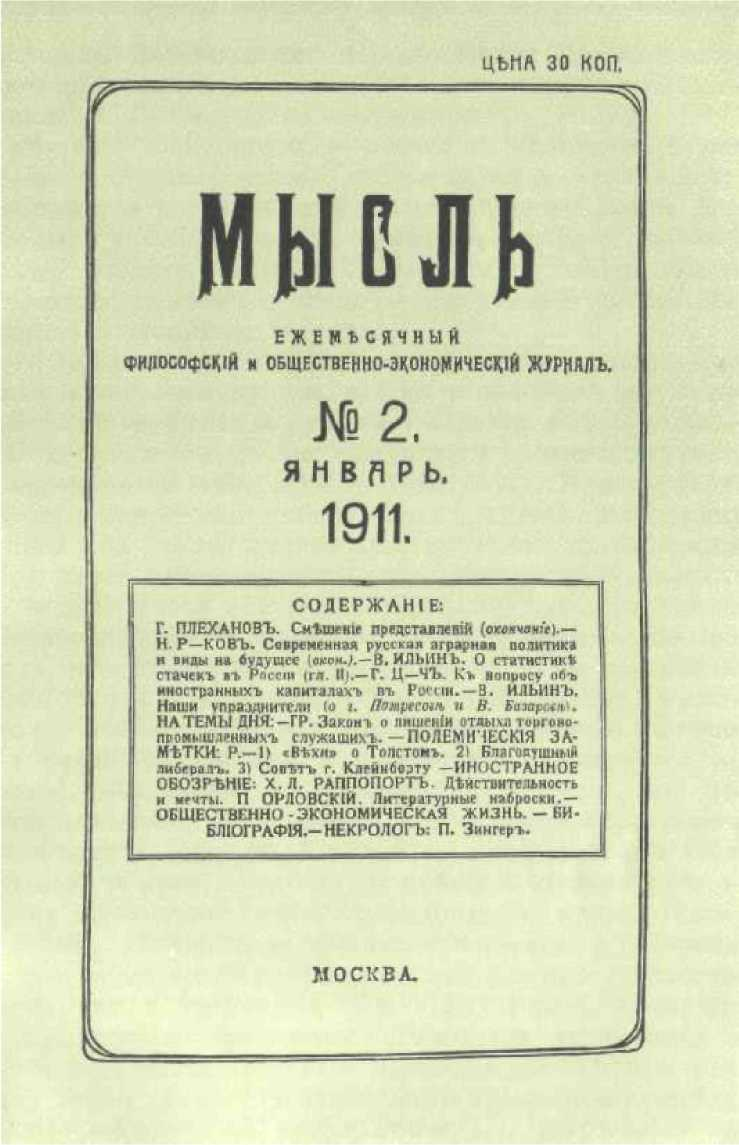 ЦѢНА 30 КОП.
МЫСЛЬ
ЕЖЕМѢСЯЧНЫЙ
ФИЛОСОФСКІЙ и ОБЩЕСТВЕННО-ЭКОНОМИЧЕСКІЙ ЖУРНАЛЪ.
№ 2.
ЯНВАРЬ.
1911.
СОДЕРЖАНІЕ:
Г. ПЛЕХАНОВЪ. Смѣшеніе представленій (окончаніе).—
Н. Р—КОВЪ. Современная русская аграрная политика
и виды на будущее (окон.).—В. ИЛЬИНЪ. О статистикѣ
стачекъ въ Россіи (гл. II).—Г. Ц—ЧЪ. Къ вопросу объ
иностранныхъ капиталахъ въ Россіи.—В. ИЛЬИНЪ.
Наши упразднители (о г. Потресовѣ и В. Базаровѣ).
НА ТЕМЫ ДНЯ:—ГР. Законъ о лишеніи отдыха торгово-
промышленныхъ служащихъ.—ПОЛЕМИЧЕСКІЯ ЗА-
МѢТКИ: Р.—1) «Вѣхи» о Толстомъ. 2) Благодушный
либералъ. 3) Совѣтъ г. Клейнборту —ИНОСТРАННОЕ
ОБОЗРѢНІЕ: Х. Л. РАППОПОРТЪ. Дѣйствительность
и мечты. П ОРЛОВСКІЙ. Литературные наброски.—
ОБЩЕСТВЕННО-ЭКОНОМИЧЕСКАЯ ЖИЗНЬ.—БИ-
БЛІОГРАФІЯ.—НЕКРОЛОГЪ: П. Зингеръ.
МОСКВА.